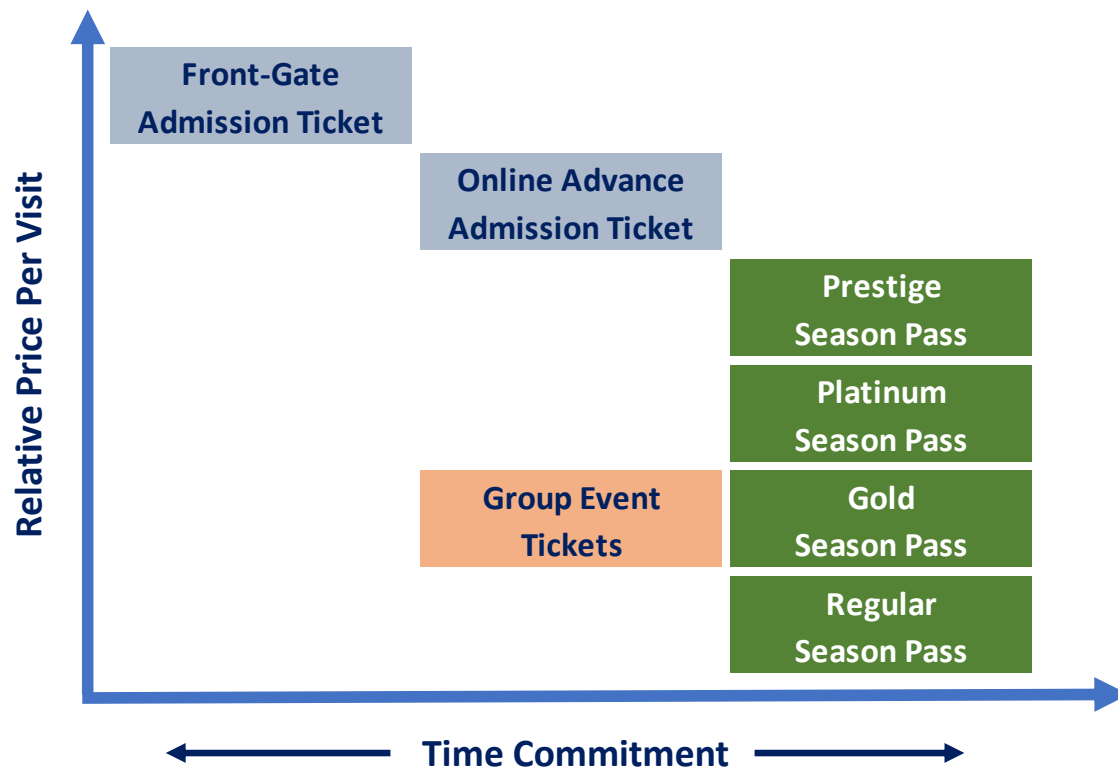 Relative Price Per Visit
Front-Gate
Admission Ticket
Online Advance
Admission Ticket
Prestige
Season Pass
Platinum
Season Pass
Group Event
Tickets
Gold
Season Pass
Regular
Season Pass
Time Commitment